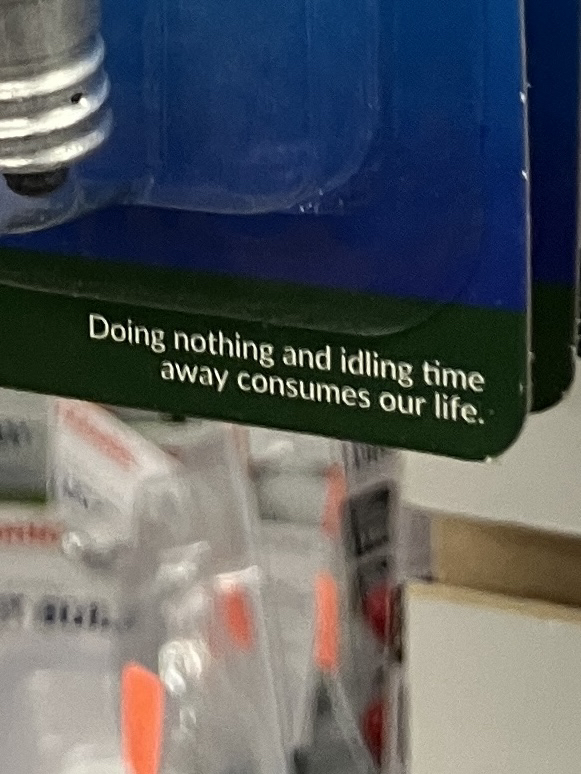 Doing nothing and idling time
away consumes our life.